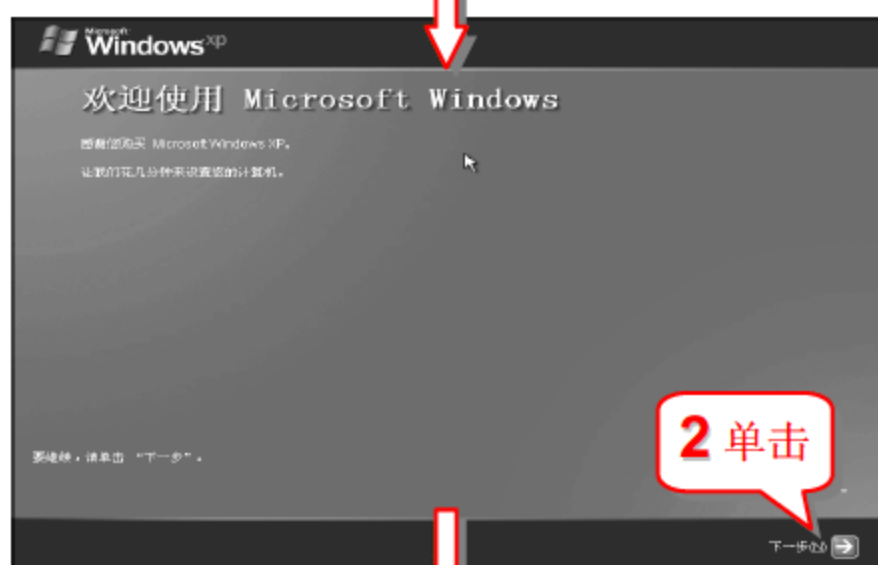 Microsoft
Windows xp
欢迎使用 Microsoft Windows
感谢您购买 Microsoft Windows XP。
让我们花几分钟来设置您的计算机。
2 单击
要继续，请单击 “下一步”。
下一步(N)